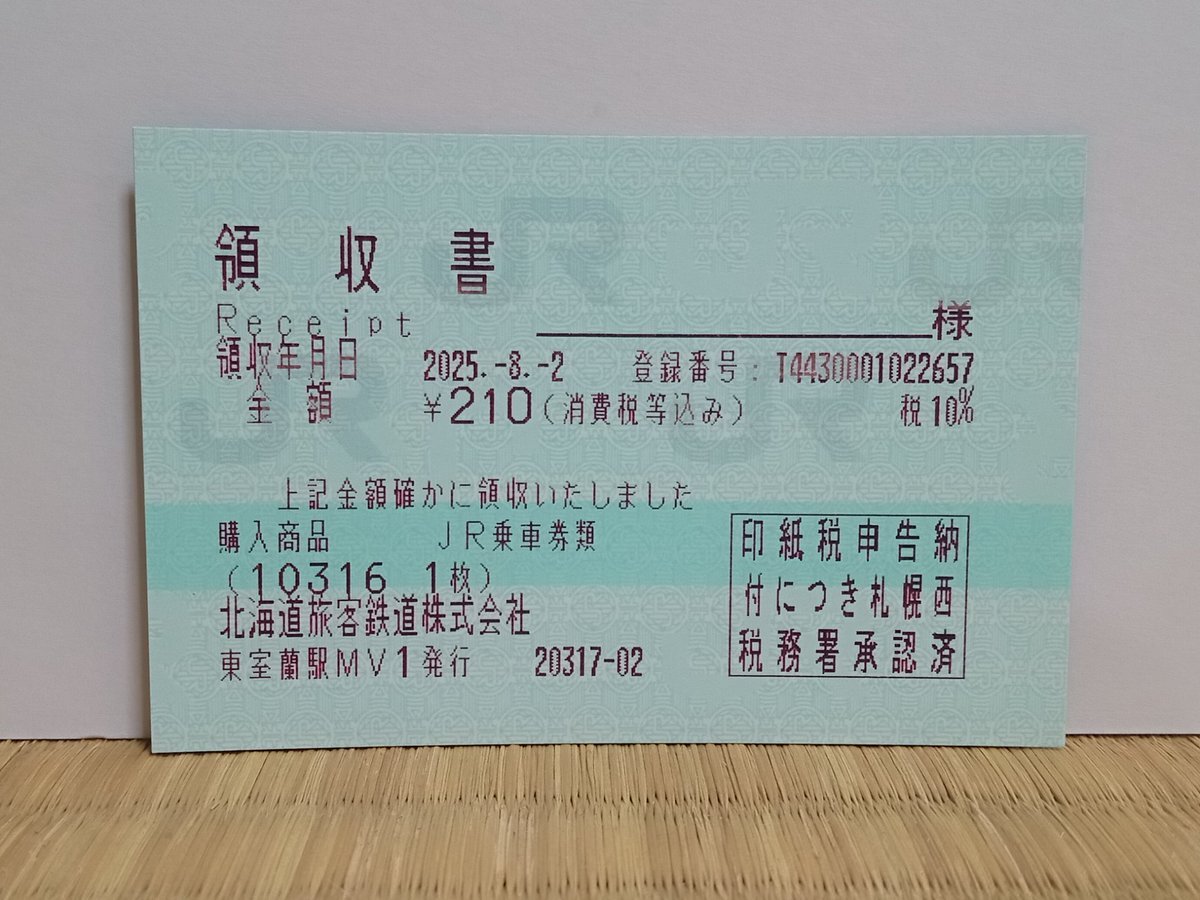 領収書
Receipt
様
領収年月日 2025.-8.-2 登録番号:T4430001022657
金額 ¥210(消費税等込み) 税10%
上記金額確かに領収いたしました
購入商品 JR乗車券類
(10316 1枚)
北海道旅客鉄道株式会社
東室蘭駅MV1発行 20317-02
印紙税申告納
付につき札幌西
税務署承認済
JR
JR
JR